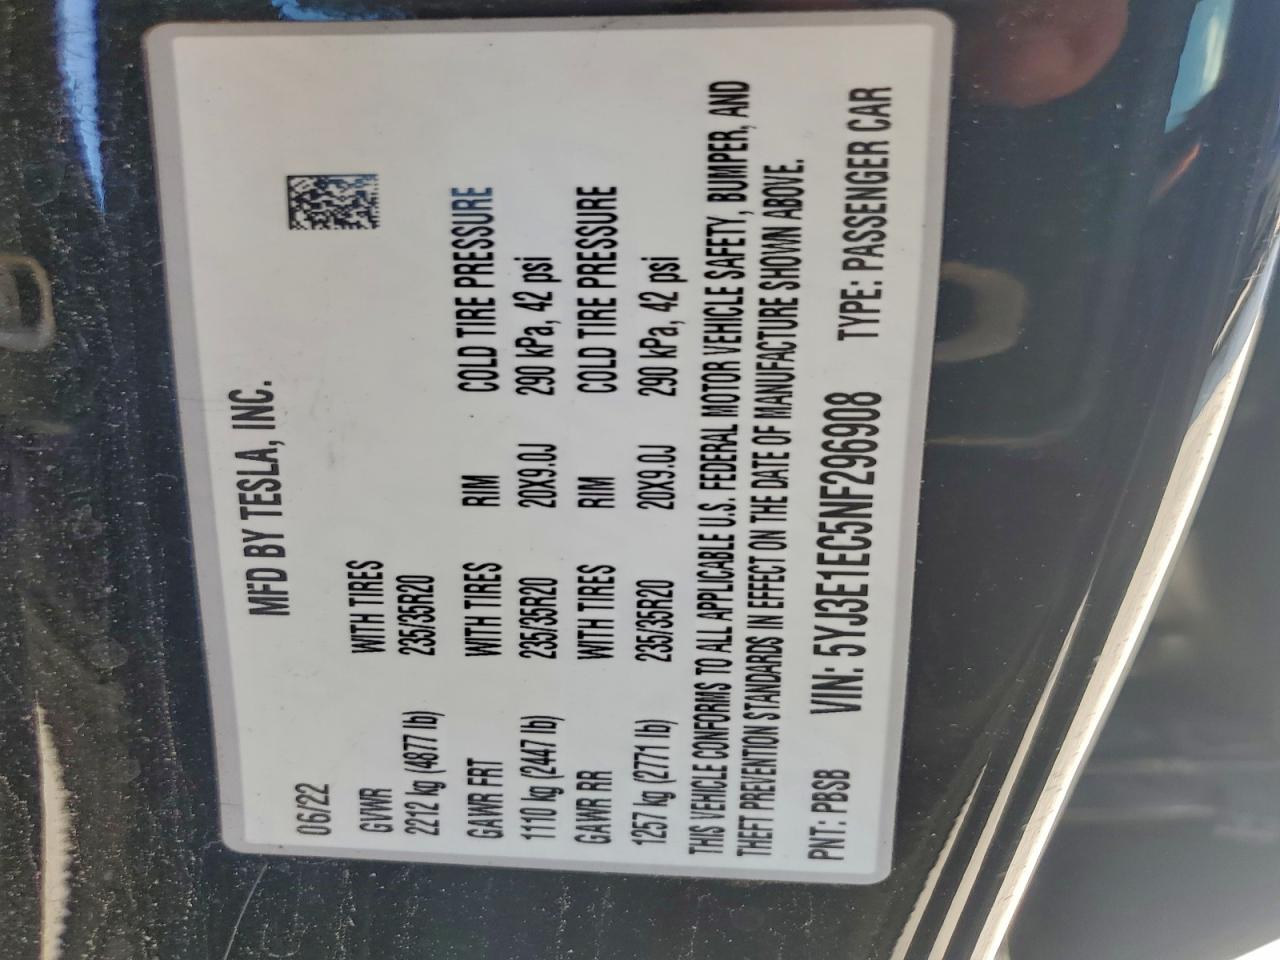 MFD BY TESLA, INC.
06/22
GVWR WITH TIRES
2212 kg (4877 lb) 235/35R20
GAWR FRT WITH TIRES RIM COLD TIRE PRESSURE
1110 kg (2447 lb) 235/35R20 20X9.0J 290 kPa, 42 psi
GAWR RR WITH TIRES RIM COLD TIRE PRESSURE
1257 kg (2771 lb) 235/35R20 20X9.0J 290 kPa, 42 psi
THIS VEHICLE CONFORMS TO ALL APPLICABLE U.S. FEDERAL MOTOR VEHICLE SAFETY, BUMPER, AND
THEFT PREVENTION STANDARDS IN EFFECT ON THE DATE OF MANUFACTURE SHOWN ABOVE.
PNT: PBSB VIN: 5YJ3E1EC5NF296908 TYPE: PASSENGER CAR